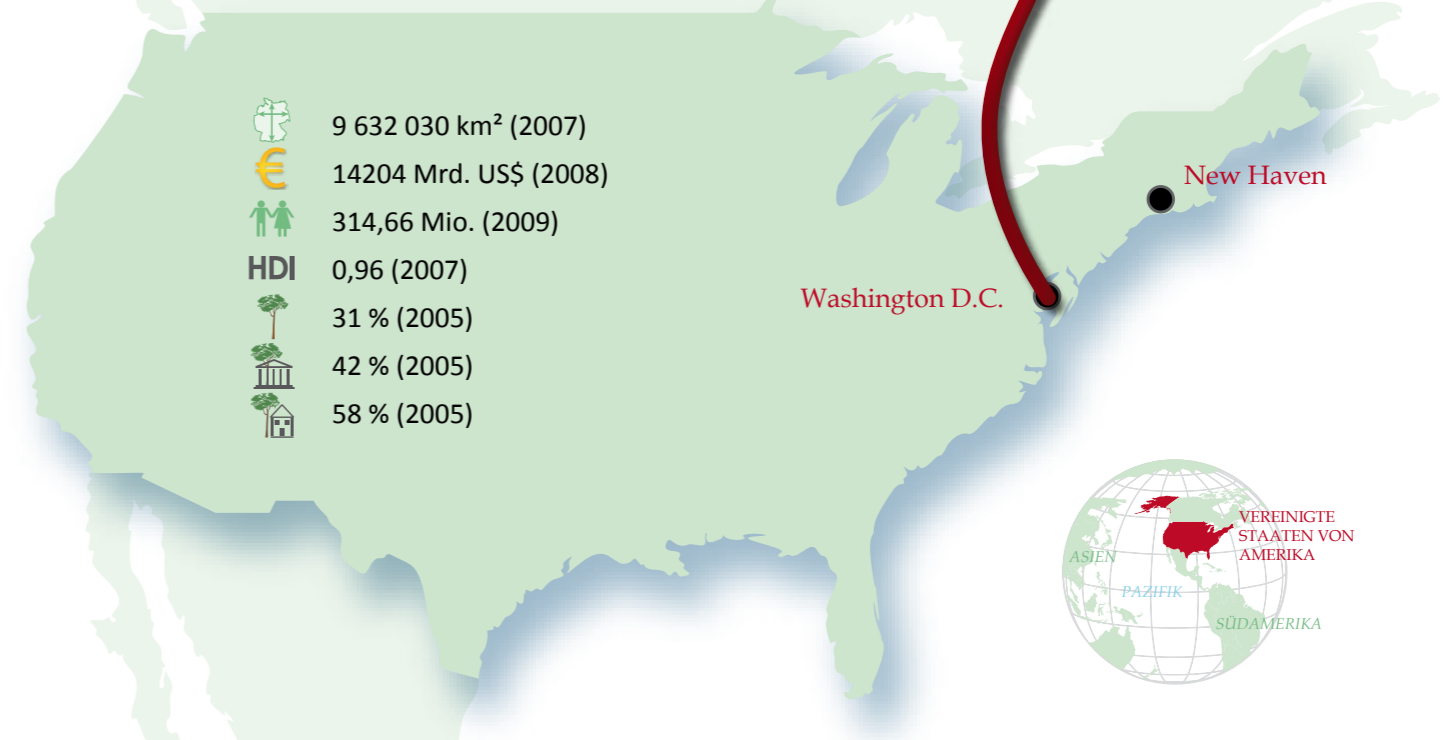 9 632 030 km² (2007)
€ 14204 Mrd. US$ (2008)
314,66 Mio. (2009)
HDI 0,96 (2007)
31 % (2005)
42 % (2005)
58 % (2005)
New Haven
Washington D.C.
VEREINIGTE
STAATEN VON
AMERIKA
ASIEN
PAZIFIK
SÜDAMERIKA